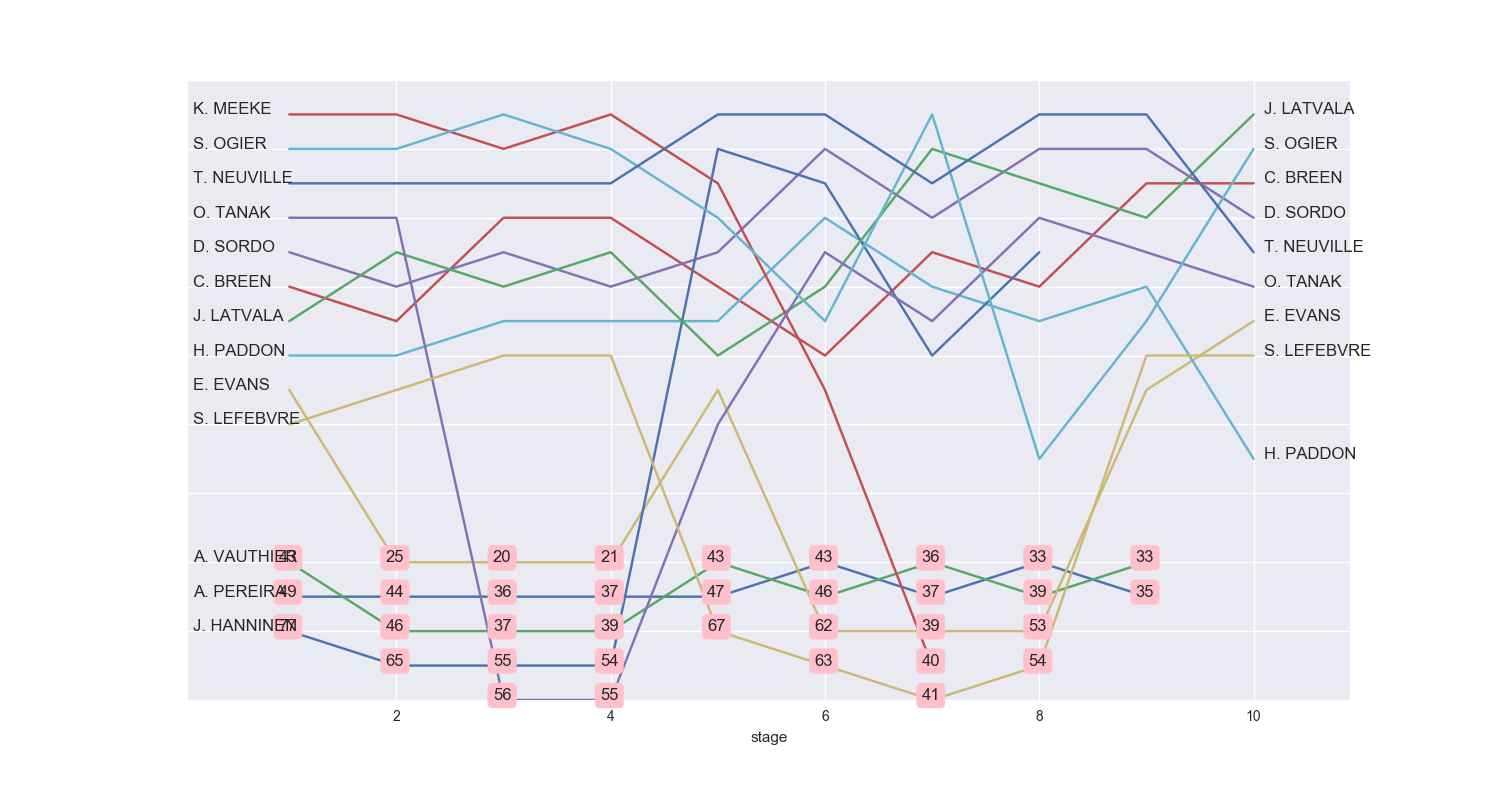 K. MEEKE
J. LATVALA
S. OGIER
S. OGIER
T. NEUVILLE
C. BREEN
O. TANAK
D. SORDO
D. SORDO
T. NEUVILLE
C. BREEN
O. TANAK
J. LATVALA
E. EVANS
H. PADDON
S. LEFEBVRE
E. EVANS
S. LEFEBVRE
H. PADDON
A. VAUTHIER 43 25 20 21 43 43 36 33 33
A. PEREIRA 49 44 36 37 47 46 37 39 35
J. HANNINEN 46 37 39 67 62 39 53
65 55 54 63 40 54
56 55 41
2 4 6 8 10
stage